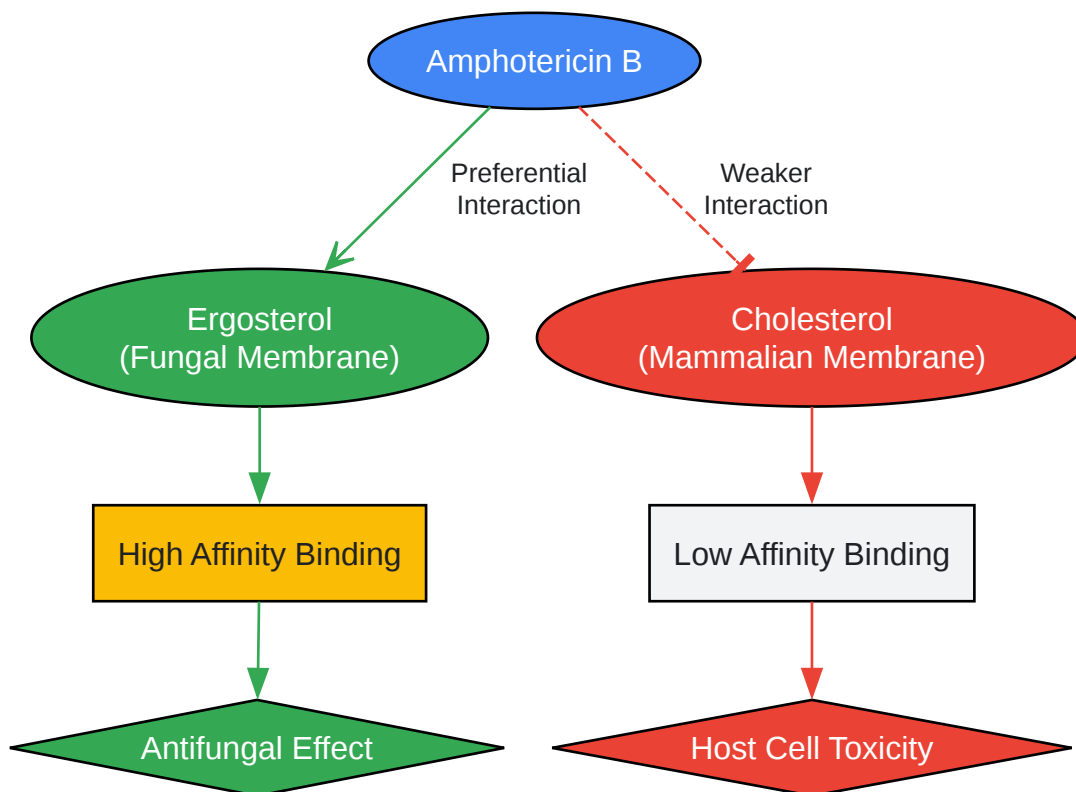 Amphotericin B
Preferential
Interaction
Weaker
Interaction
Ergosterol
(Fungal Membrane)
Cholesterol
(Mammalian Membrane)
High Affinity Binding
Low Affinity Binding
Antifungal Effect
Host Cell Toxicity